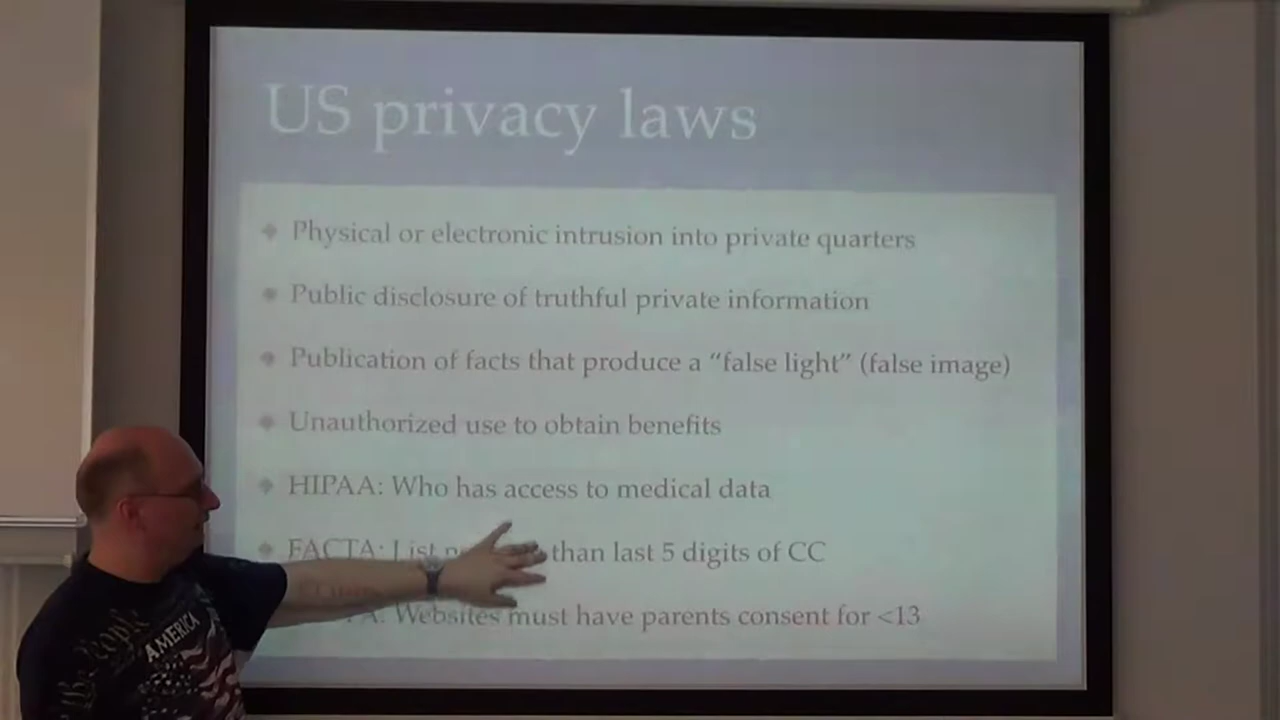 US privacy laws
Physical or electronic intrusion into private quarters
Public disclosure of truthful private information
Publication of facts that produce a “false light” (false image)
Unauthorized use to obtain benefits
HIPAA: Who has access to medical data
FACTA: List than last 5 digits of CC
Websites must have parents consent for <13
People
AMERICA